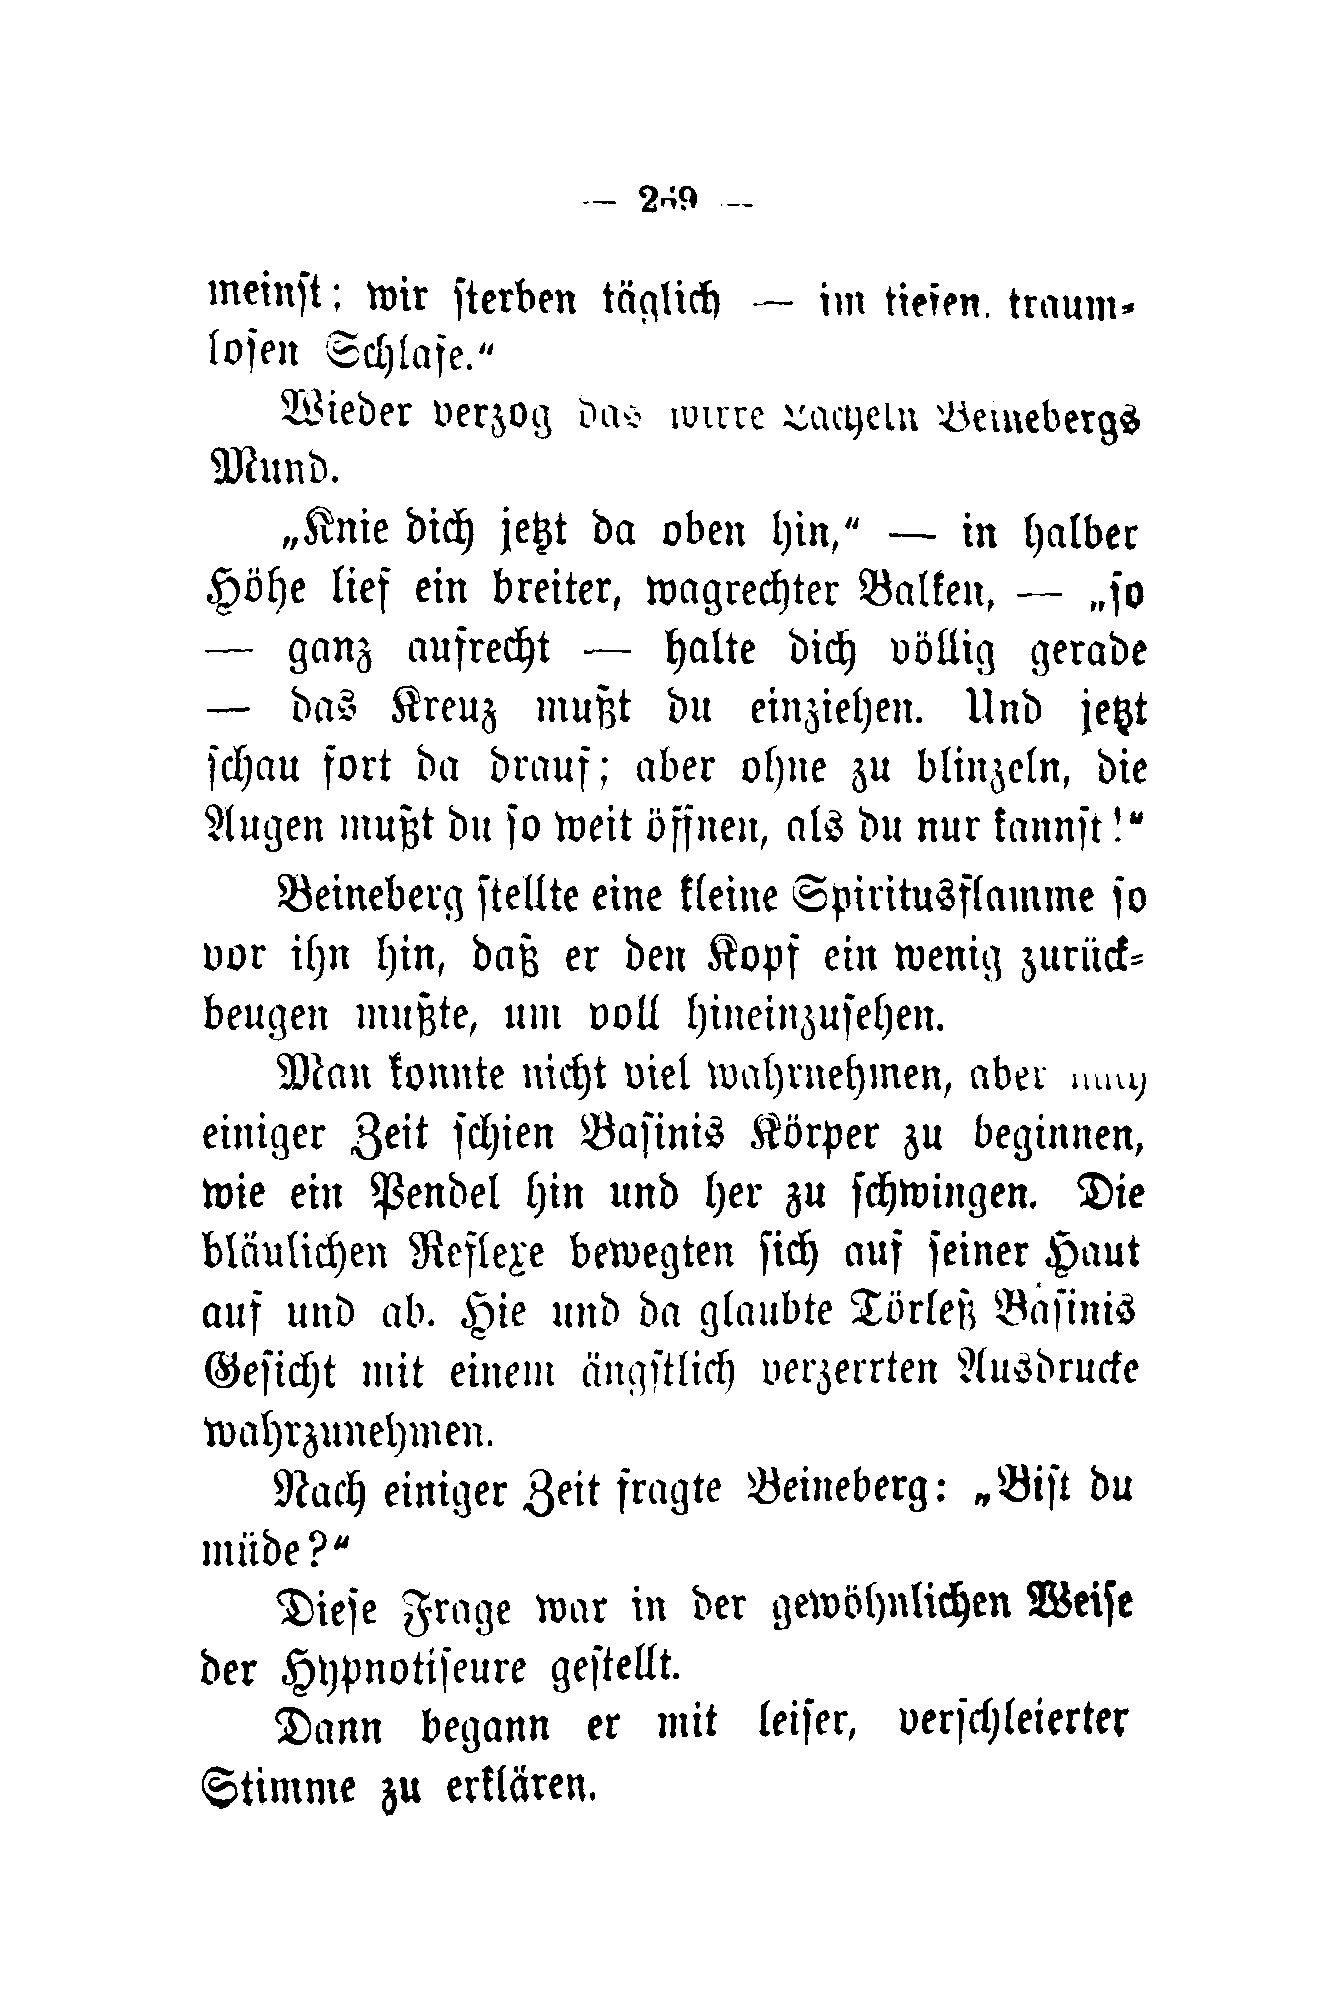 — 269 —
meinst; wir sterben täglich — im tiefen, traum-
losen Schlafe.“
Wieder verzog das wirre Lächeln Beinebergs
Mund.
„Knie dich jetzt da oben hin,“ — in halber
Höhe lief ein breiter, wagrechter Balken, — „so
— ganz aufrecht — halte dich völlig gerade
— das Kreuz mußt du einziehen. Und jetzt
schau fort da drauf; aber ohne zu blinzeln, die
Augen mußt du so weit öffnen, als du nur kannst!“
Beineberg stellte eine kleine Spiritusflamme so
vor ihn hin, daß er den Kopf ein wenig zurück-
beugen mußte, um voll hineinzusehen.
Man konnte nicht viel wahrnehmen, aber nach
einiger Zeit schien Basinis Körper zu beginnen,
wie ein Pendel hin und her zu schwingen. Die
bläulichen Reflexe bewegten sich auf seiner Haut
auf und ab. Hie und da glaubte Törleß Basinis
Gesicht mit einem ängstlich verzerrten Ausdrucke
wahrzunehmen.
Nach einiger Zeit fragte Beineberg: „Bist du
müde?“
Diese Frage war in der gewöhnlichen Weise
der Hypnotiseure gestellt.
Dann begann er mit leiser, verschleierter
Stimme zu erklären.